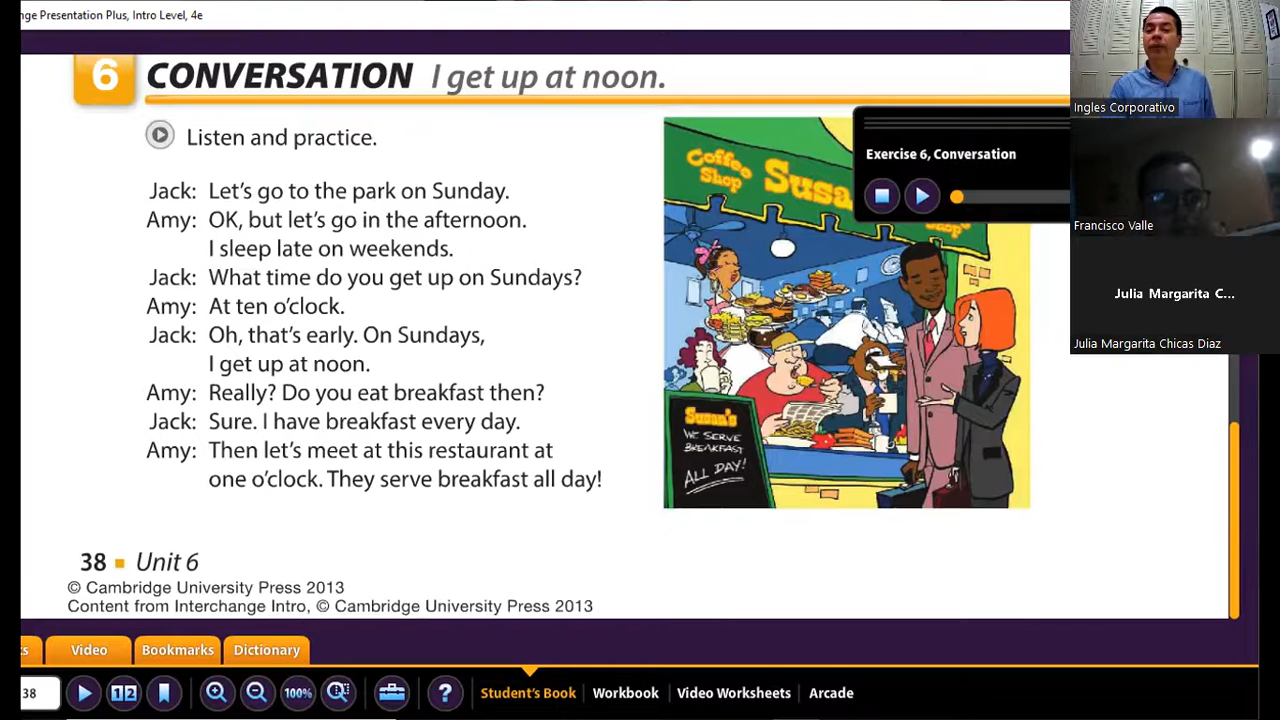 nge Presentation Plus, Intro Level, 4e
6 CONVERSATION I get up at noon.
Listen and practice.
Jack: Let's go to the park on Sunday.
Amy: OK, but let's go in the afternoon.
I sleep late on weekends.
Jack: What time do you get up on Sundays?
Amy: At ten o'clock.
Jack: Oh, that's early. On Sundays,
I get up at noon.
Amy: Really? Do you eat breakfast then?
Jack: Sure. I have breakfast every day.
Amy: Then let's meet at this restaurant at
one o'clock. They serve breakfast all day!
Coffee
Shop
Susa
Shop
Susan's
WE SERVE
BREAKFAST
ALL DAY!
Exercise 6, Conversation
Ingles Corporativo
Francisco Valle
Julia Margarita C...
Julia Margarita Chicas Diaz
38 Unit 6
© Cambridge University Press 2013
Content from Interchange Intro, © Cambridge University Press 2013
s Video Bookmarks Dictionary
38 1 2 100% ? Student's Book Workbook Video Worksheets Arcade